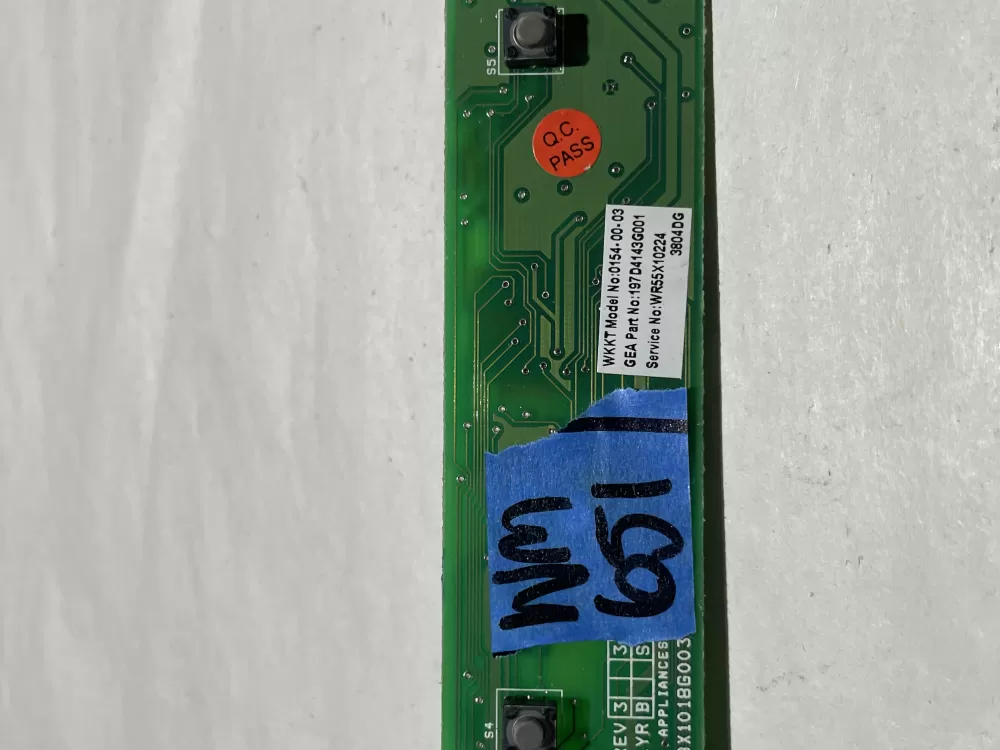 S5
Q.C.
PASS
WKKT Model No:0154-00-03
GEA Part No:197D4143G001
Service No:WR55X10224
3804DG
WM
651
S4
REV 3 3
YR B S
APPLIANCES
X1018G003